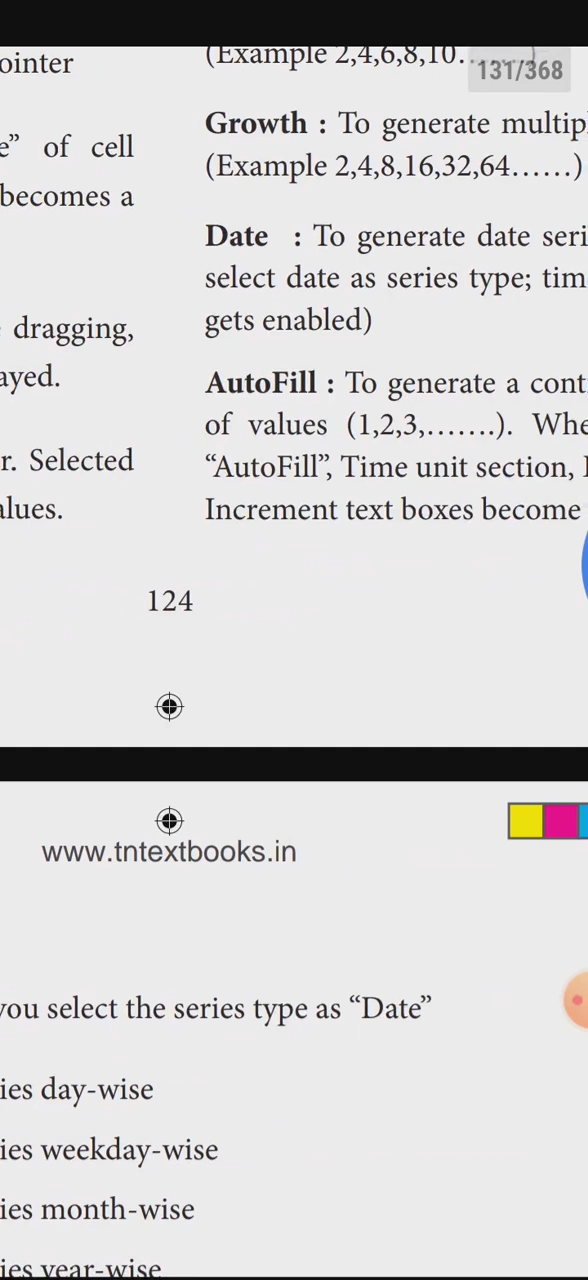 (Example 2,4,6,8,10.......)
131/368
ointer
e” of cell
becomes a
dragging,
ayed.
r. Selected
alues.
Growth : To generate multip
(Example 2,4,8,16,32,64......)
Date : To generate date seri
select date as series type; tim
gets enabled)
AutoFill : To generate a cont
of values (1,2,3,.......). Whe
“AutoFill”, Time unit section,
Increment text boxes become
124
www.tntextbooks.in
you select the series type as “Date”
ies day-wise
ies weekday-wise
ies month-wise
ies year-wise